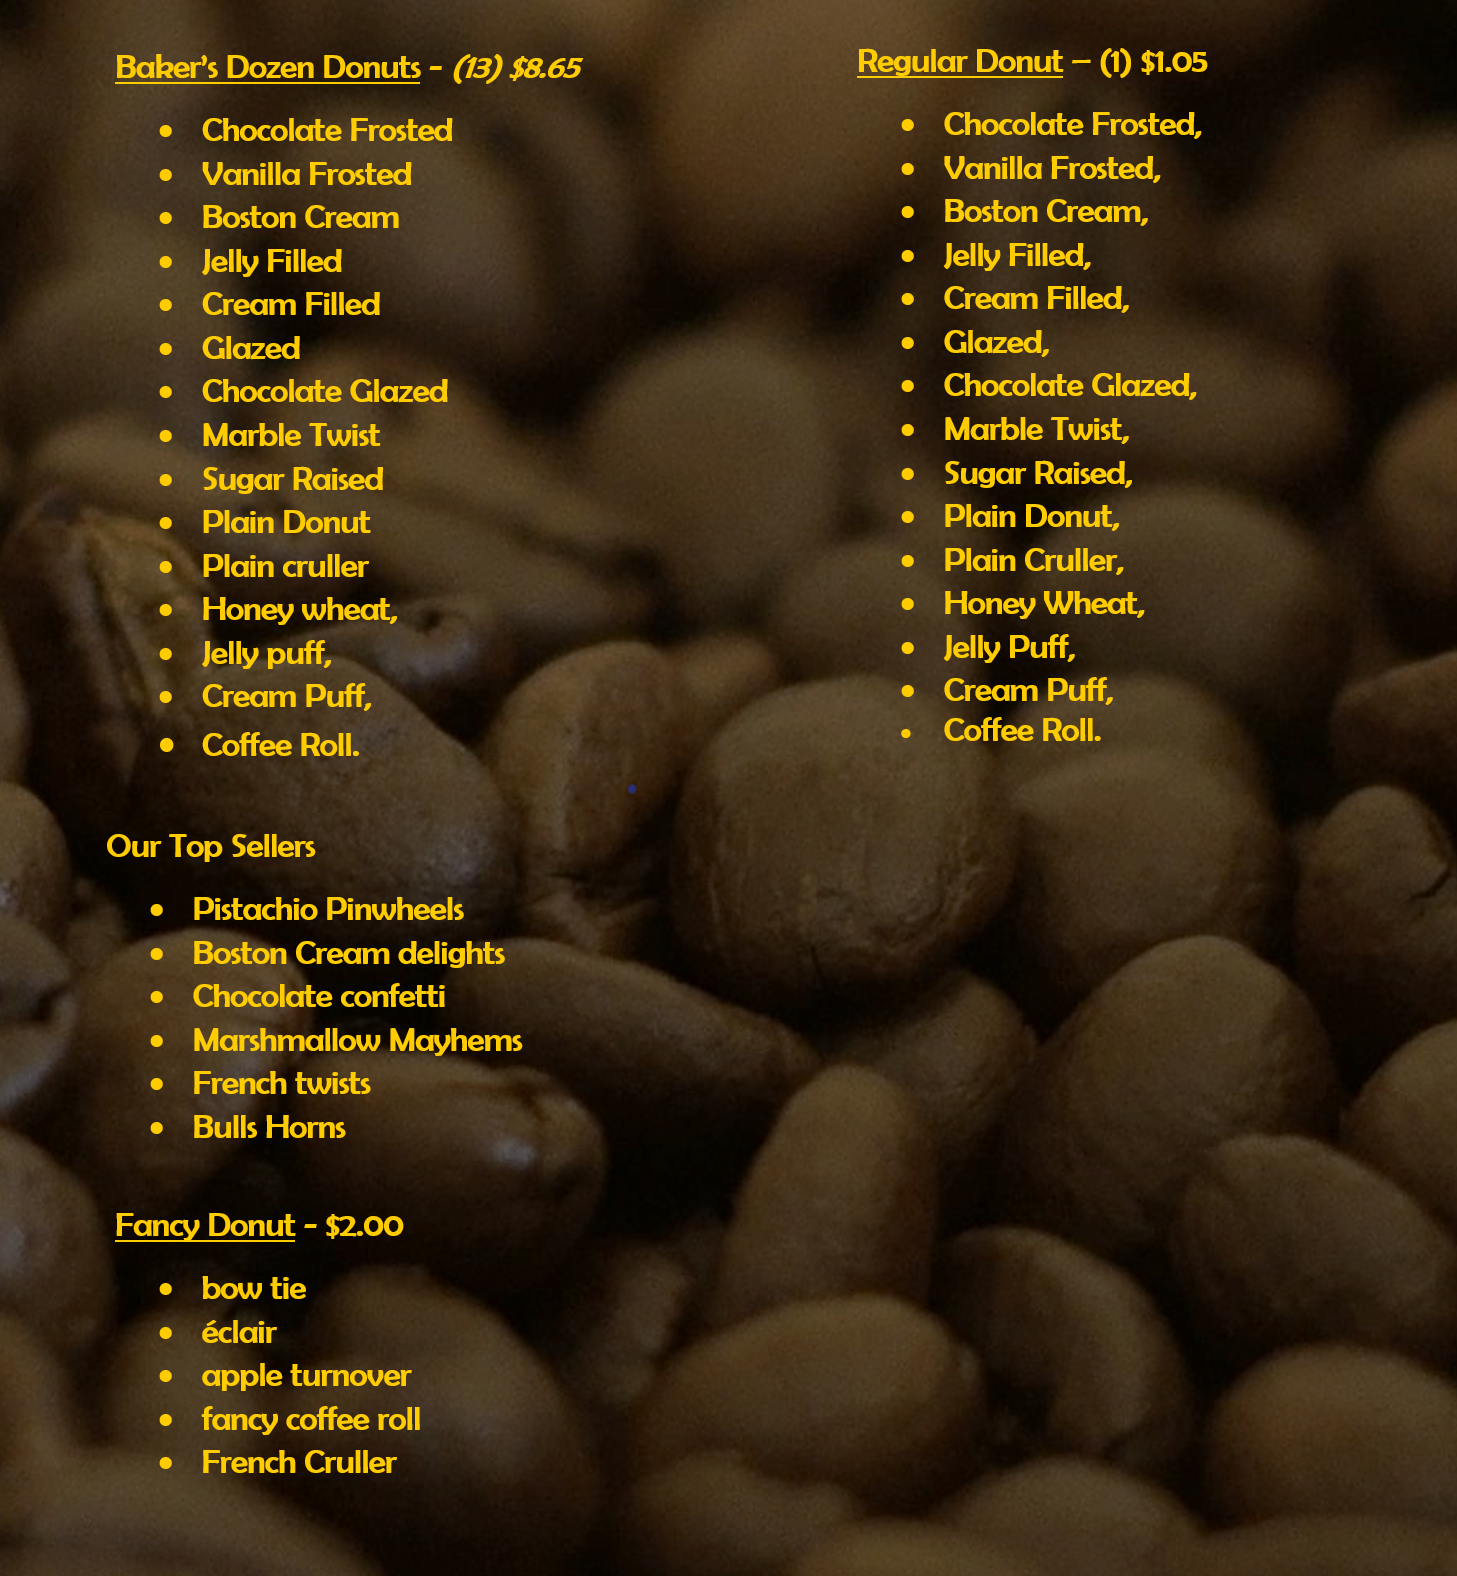 Baker's Dozen Donuts - (13) $8.65
Chocolate Frosted
Vanilla Frosted
Boston Cream
Jelly Filled
Cream Filled
Glazed
Chocolate Glazed
Marble Twist
Sugar Raised
Plain Donut
Plain cruller
Honey wheat,
Jelly puff,
Cream Puff,
Coffee Roll.
Regular Donut – (1) $1.05
Chocolate Frosted,
Vanilla Frosted,
Boston Cream,
Jelly Filled,
Cream Filled,
Glazed,
Chocolate Glazed,
Marble Twist,
Sugar Raised,
Plain Donut,
Plain Cruller,
Honey Wheat,
Jelly Puff,
Cream Puff,
Coffee Roll.
Our Top Sellers
Pistachio Pinwheels
Boston Cream delights
Chocolate confetti
Marshmallow Mayhems
French twists
Bulls Horns
Fancy Donut - $2.00
bow tie
éclair
apple turnover
fancy coffee roll
French Cruller